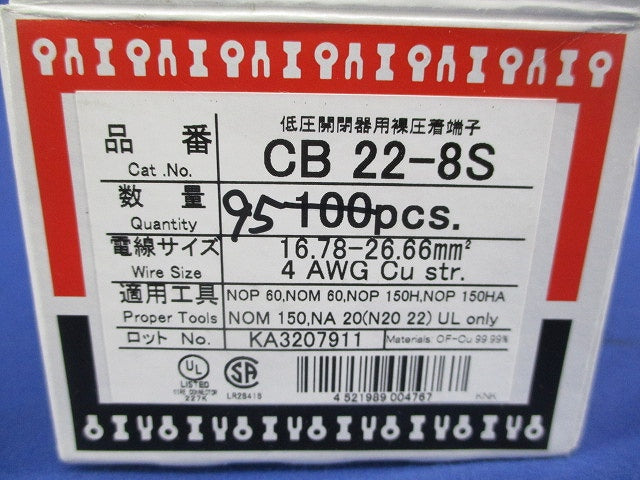 低圧開閉器用裸圧着端子
品番 CB 22-8S
Cat .No.
数量 95 100pcs.
Quantity
電線サイズ 16.78-26.66mm²
Wire Size 4 AWG Cu str.
適用工具 NOP 60,NOM 60,NOP 150H,NOP 150HA
Proper Tools NOM 150,NA 20(N20 22) UL only
ロット No. KA3207911 Materials. OF-Cu 99.99%
UL SA
LISTED
WIRE CONNECTOR LR28415
227K
4 521989 004767